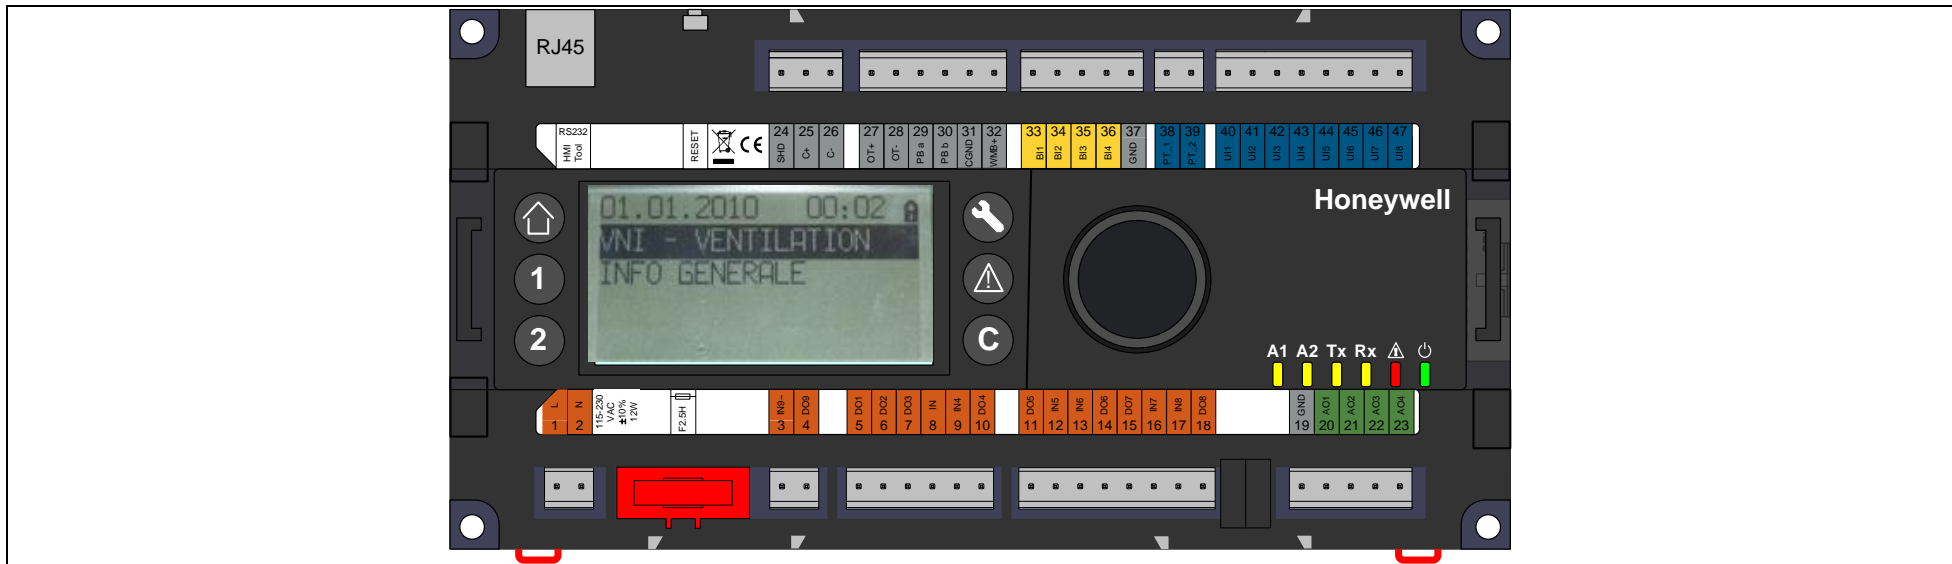 RJ45
RS232
HMI
Tool
RESET
CE
24 25 26 27 28 29 30 31 32 33 34 35 36 37 38 39 40 41 42 43 44 45 46 47
SHD C+ C- OT+ OT- PB a PB b CGND WMB+ BI1 BI2 BI3 BI4 GND PT_1 PT_2 UI1 UI2 UI3 UI4 UI5 UI6 UI7 UI8
01.01.2010 00:02
VNI - VENTILATION
INFO GENERALE
1
2
C
Honeywell
A1 A2 Tx Rx
L N
115-230
VAC
±10%
12W
F2.5H
IN9~ DO9 DO1 DO2 DO3 IN IN4 DO4 DO5 IN5 IN6 DO6 DO7 IN7 IN8 DO8 GND AO1 AO2 AO3 AO4
1 2 3 4 5 6 7 8 9 10 11 12 13 14 15 16 17 18 19 20 21 22 23